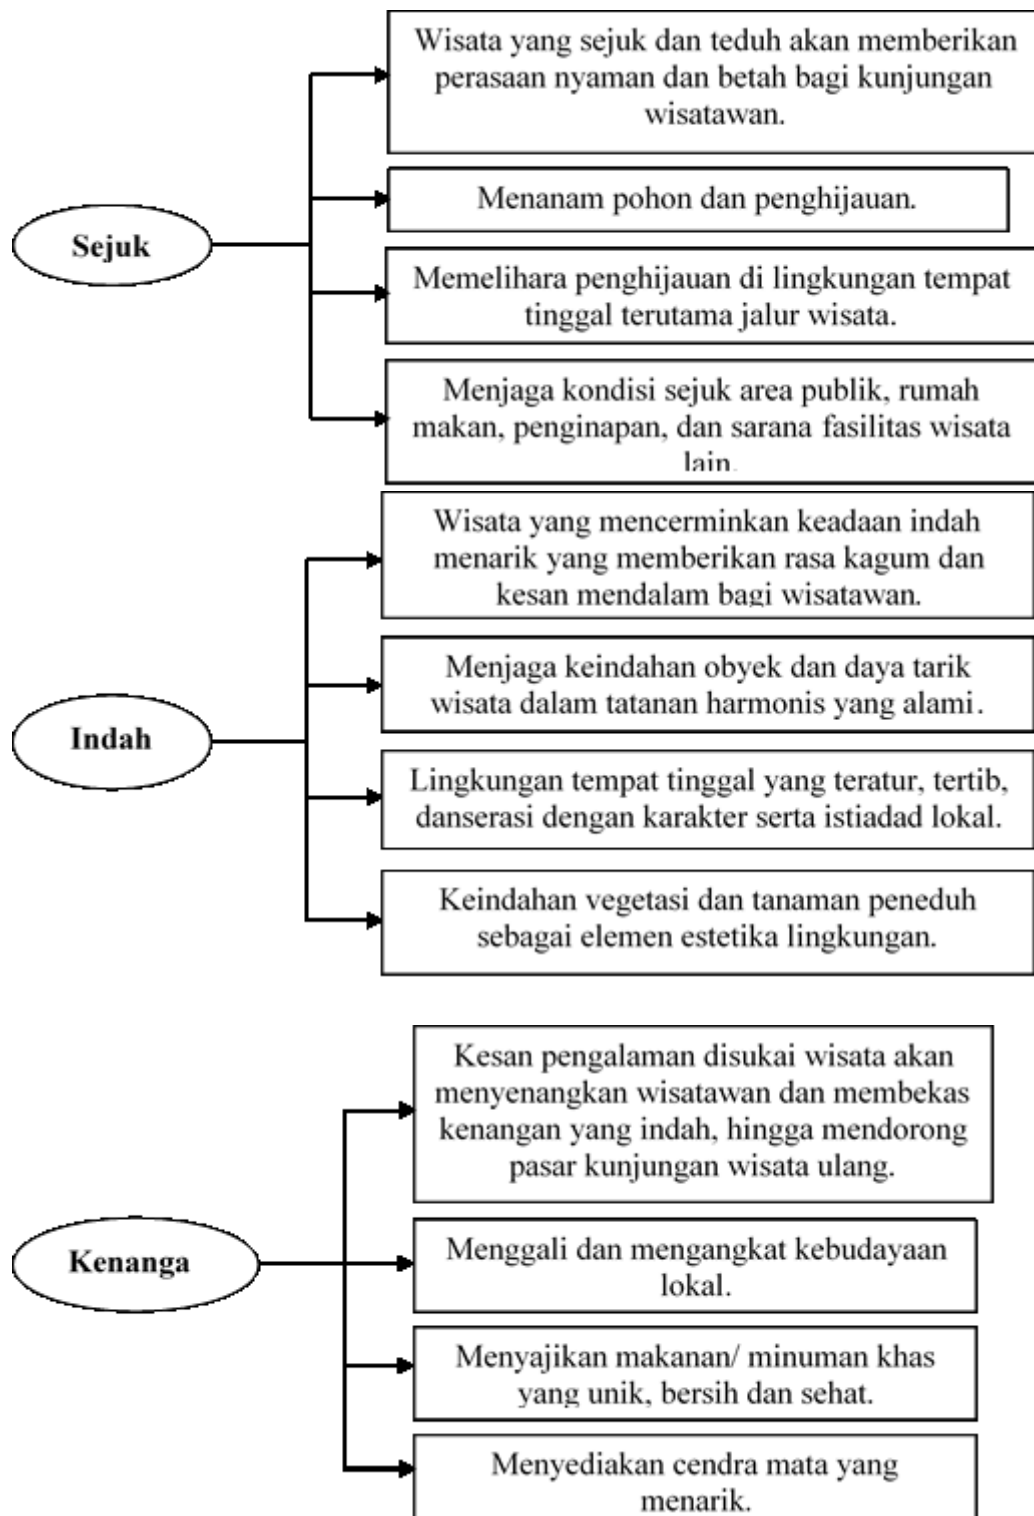 Wisata yang sejuk dan teduh akan memberikan
perasaan nyaman dan betah bagi kunjungan
wisatawan.
Menanam pohon dan penghijauan.
Sejuk
Memelihara penghijauan di lingkungan tempat
tinggal terutama jalur wisata.
Menjaga kondisi sejuk area publik, rumah
makan, penginapan, dan sarana fasilitas wisata
lain.
Wisata yang mencerminkan keadaan indah
menarik yang memberikan rasa kagum dan
kesan mendalam bagi wisatawan.
Menjaga keindahan obyek dan daya tarik
wisata dalam tatanan harmonis yang alami.
Indah
Lingkungan tempat tinggal yang teratur, tertib,
danserasi dengan karakter serta istiadad lokal.
Keindahan vegetasi dan tanaman peneduh
sebagai elemen estetika lingkungan.
Kesan pengalaman disukai wisata akan
menyenangkan wisatawan dan membekas
kenangan yang indah, hingga mendorong
pasar kunjungan wisata ulang.
Kenanga
Menggali dan mengangkat kebudayaan
lokal.
Menyajikan makanan/ minuman khas
yang unik, bersih dan sehat.
Menyediakan cendra mata yang
menarik.